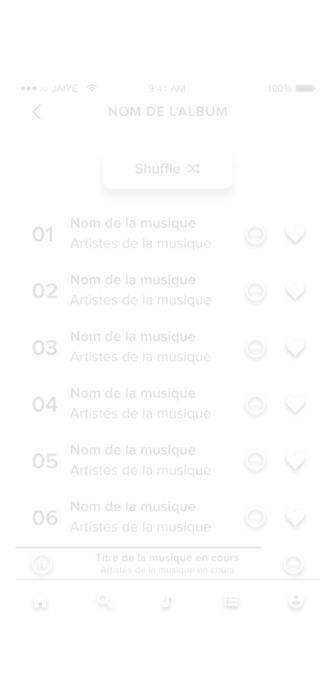 JAIYE 9:41 AM 100%
NOM DE L'ALBUM
Shuffle
01 Nom de la musique
Artistes de la musique
02 Nom de la musique
Artistes de la musique
03 Nom de la musique
Artistes de la musique
04 Nom de la musique
Artistes de la musique
05 Nom de la musique
Artistes de la musique
06 Nom de la musique
Artistes de la musique
Titre de la musique en cours
Artistes de la musique en cours